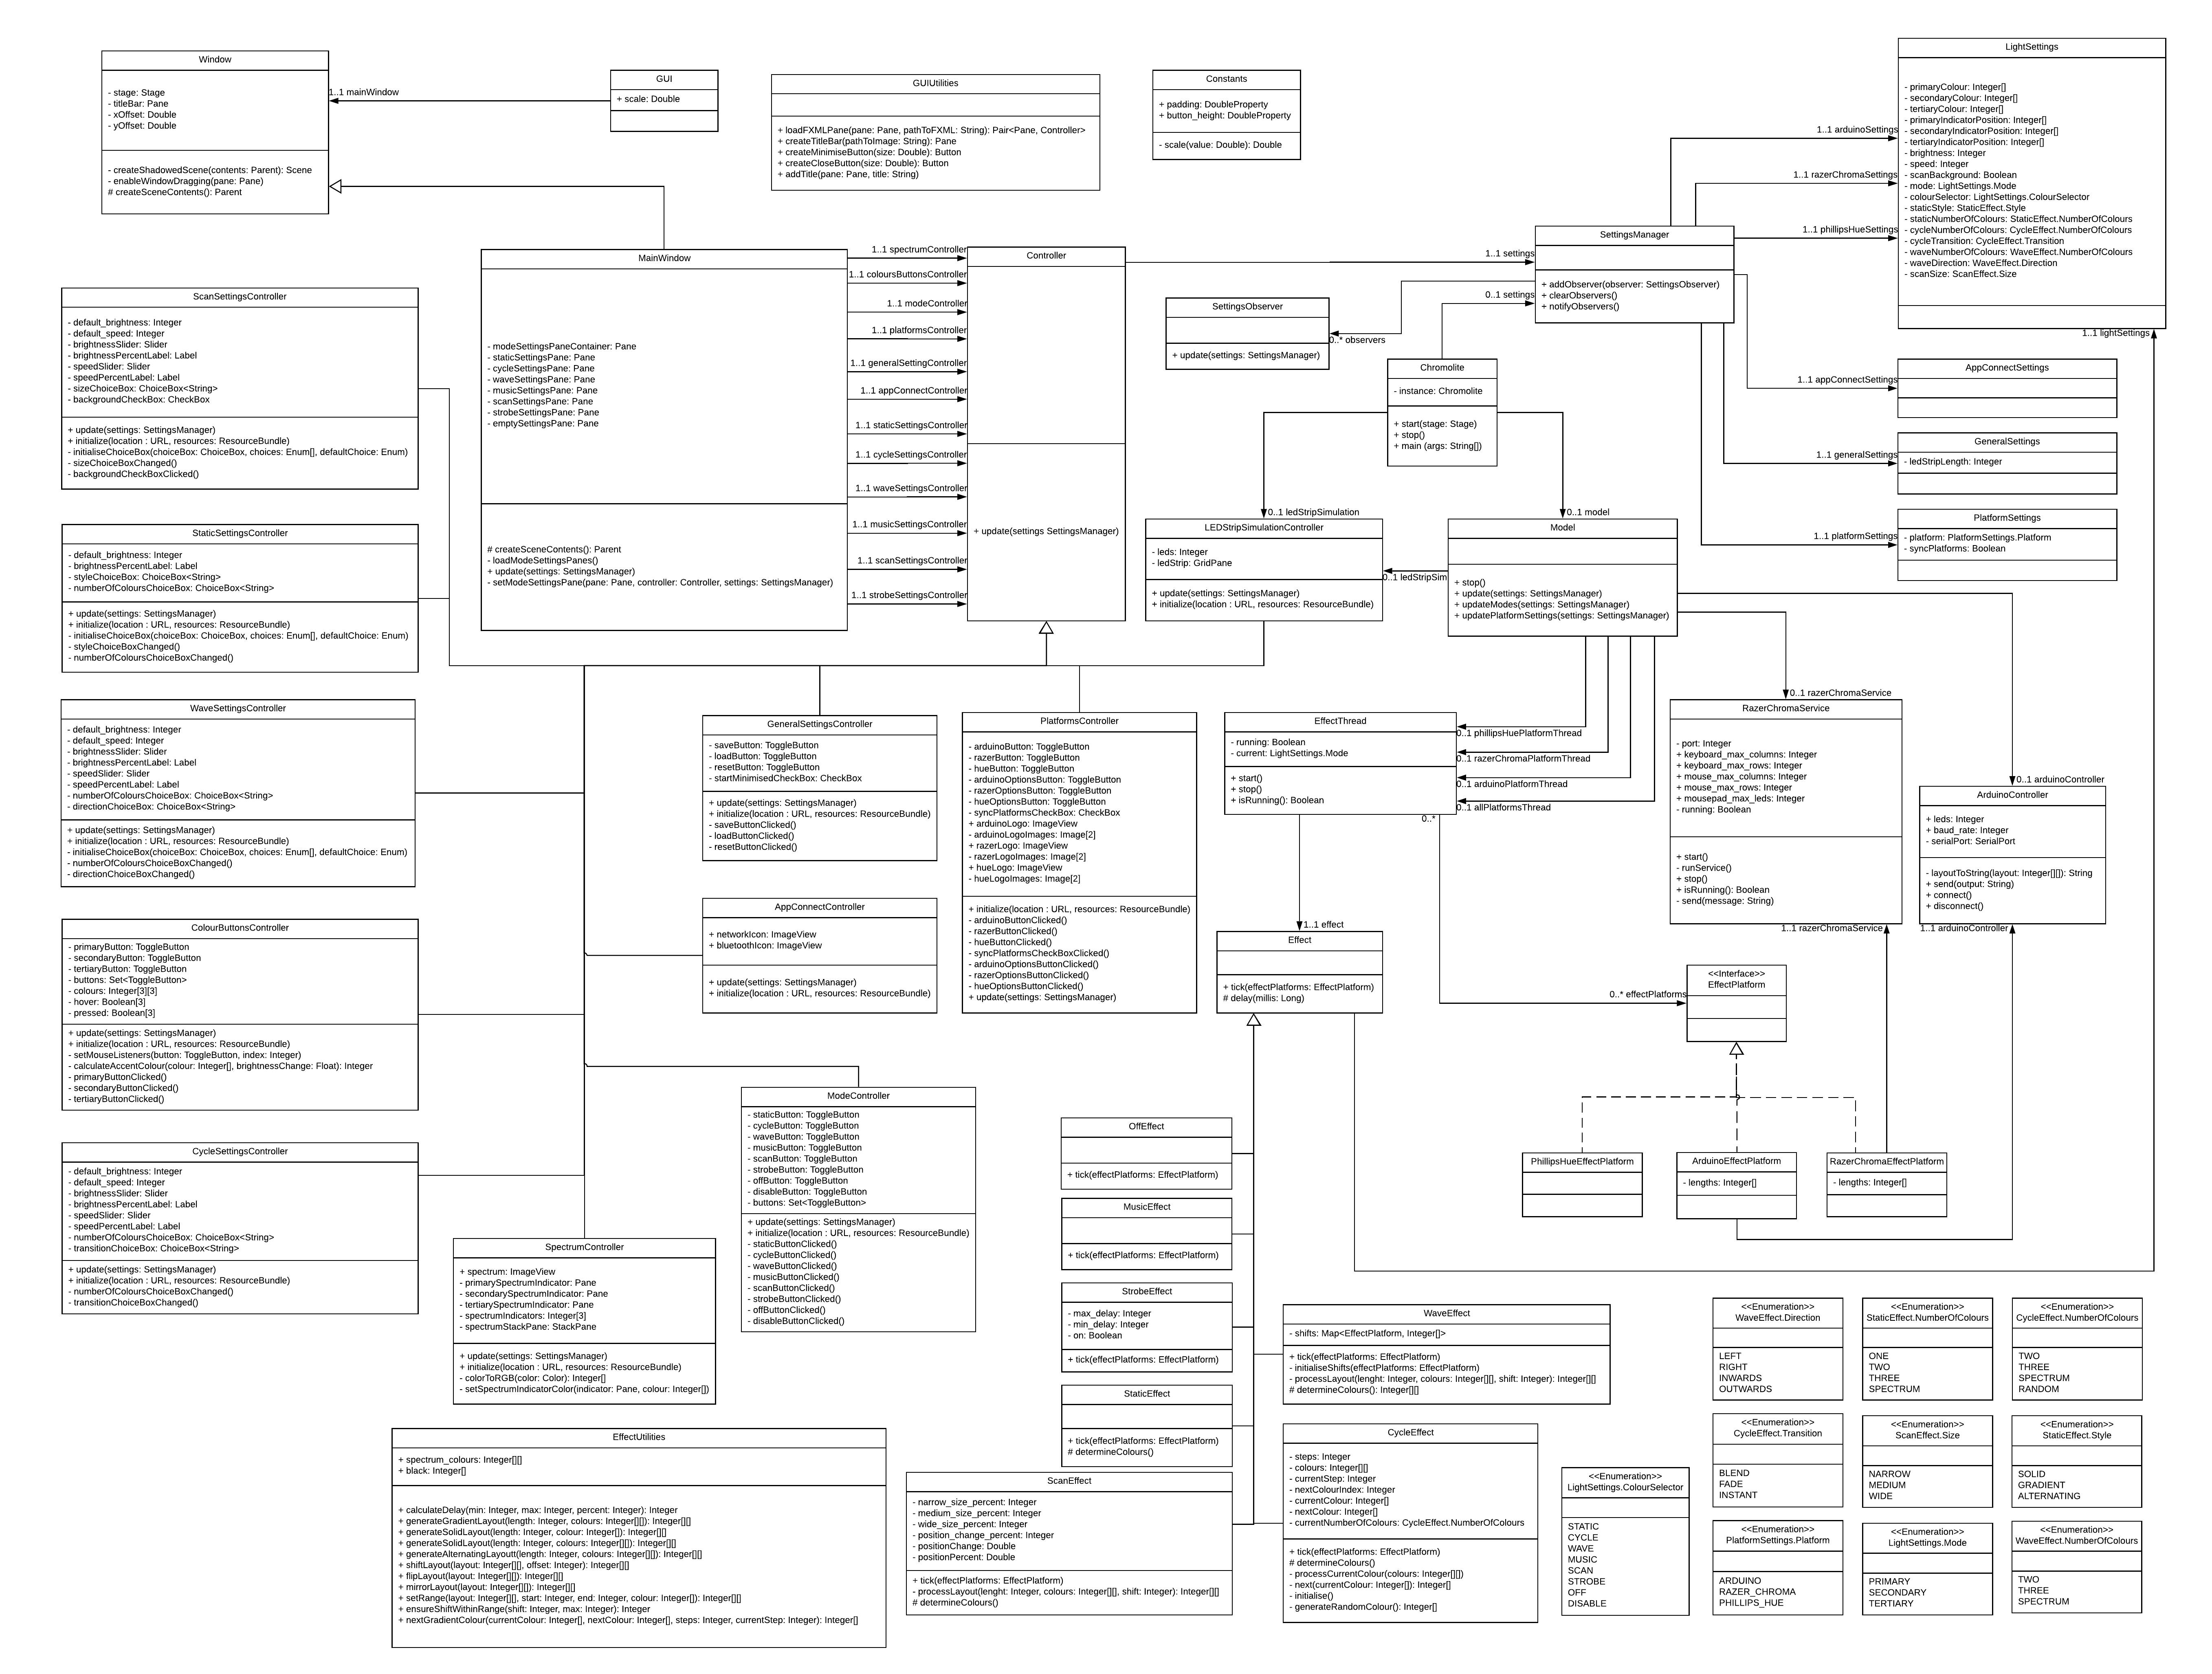 Window
- stage: Stage
- titleBar: Pane
- xOffset: Double
- yOffset: Double
- createShadowedScene(contents: Parent): Scene
- enableWindowDragging(pane: Pane)
# createSceneContents(): Parent
1..1 mainWindow
GUI
+ scale: Double
GUIUtilities
+ loadFXMLPane(pane: Pane, pathToFXML: String): Pair<Pane, Controller>
+ createTitleBar(pathToImage: String): Pane
+ createMinimiseButton(size: Double): Button
+ createCloseButton(size: Double): Button
+ addTitle(pane: Pane, title: String)
Constants
+ padding: DoubleProperty
+ button_height: DoubleProperty
- scale(value: Double): Double
LightSettings
- primaryColour: Integer[]
- secondaryColour: Integer[]
- tertiaryColour: Integer[]
- primaryIndicatorPosition: Integer[]
- secondaryIndicatorPosition: Integer[]
- tertiaryIndicatorPosition: Integer[]
- brightness: Integer
- speed: Integer
- scanBackground: Boolean
- mode: LightSettings.Mode
- colourSelector: LightSettings.ColourSelector
- staticStyle: StaticEffect.Style
- staticNumberOfColours: StaticEffect.NumberOfColours
- cycleNumberOfColours: CycleEffect.NumberOfColours
- cycleTransition: CycleEffect.Transition
- waveNumberOfColours: WaveEffect.NumberOfColours
- waveDirection: WaveEffect.Direction
- scanSize: ScanEffect.Size
1..1 arduinoSettings
1..1 razerChromaSettings
1..1 phillipsHueSettings
1..1 lightSettings
SettingsManager
+ addObserver(observer: SettingsObserver)
+ clearObservers()
+ notifyObservers()
1..1 settings
0..1 settings
0..* observers
1..1 appConnectSettings
1..1 generalSettings
1..1 platformSettings
AppConnectSettings
GeneralSettings
- ledStripLength: Integer
PlatformSettings
- platform: PlatformSettings.Platform
- syncPlatforms: Boolean
SettingsObserver
+ update(settings: SettingsManager)
Chromolite
- instance: Chromolite
+ start(stage: Stage)
+ stop()
+ main (args: String[])
MainWindow
- modeSettingsPaneContainer: Pane
- staticSettingsPane: Pane
- cycleSettingsPane: Pane
- waveSettingsPane: Pane
- musicSettingsPane: Pane
- scanSettingsPane: Pane
- strobeSettingsPane: Pane
- emptySettingsPane: Pane
# createSceneContents(): Parent
- loadModeSettingsPanes()
+ update(settings: SettingsManager)
- setModeSettingsPane(pane: Pane, controller: Controller, settings: SettingsManager)
1..1 spectrumController
1..1 coloursButtonsController
1..1 modeController
1..1 platformsController
1..1 generalSettingController
1..1 appConnectController
1..1 staticSettingsController
1..1 cycleSettingsController
1..1 waveSettingsController
1..1 musicSettingsController
1..1 scanSettingsController
1..1 strobeSettingsController
Controller
+ update(settings SettingsManager)
ScanSettingsController
- default_brightness: Integer
- default_speed: Integer
- brightnessSlider: Slider
- brightnessPercentLabel: Label
- speedSlider: Slider
- speedPercentLabel: Label
- sizeChoiceBox: ChoiceBox<String>
- backgroundCheckBox: CheckBox
+ update(settings: SettingsManager)
+ initialize(location : URL, resources: ResourceBundle)
- initialiseChoiceBox(choiceBox: ChoiceBox, choices: Enum[], defaultChoice: Enum)
- sizeChoiceBoxChanged()
- backgroundCheckBoxClicked()
StaticSettingsController
- default_brightness: Integer
- brightnessPercentLabel: Label
- styleChoiceBox: ChoiceBox<String>
- numberOfColoursChoiceBox: ChoiceBox<String>
+ update(settings: SettingsManager)
+ initialize(location : URL, resources: ResourceBundle)
- initialiseChoiceBox(choiceBox: ChoiceBox, choices: Enum[], defaultChoice: Enum)
- styleChoiceBoxChanged()
- numberOfColoursChoiceBoxChanged()
WaveSettingsController
- default_brightness: Integer
- default_speed: Integer
- brightnessSlider: Slider
- brightnessPercentLabel: Label
- speedSlider: Slider
- speedPercentLabel: Label
- numberOfColoursChoiceBox: ChoiceBox<String>
- directionChoiceBox: ChoiceBox<String>
+ update(settings: SettingsManager)
+ initialize(location : URL, resources: ResourceBundle)
- initialiseChoiceBox(choiceBox: ChoiceBox, choices: Enum[], defaultChoice: Enum)
- numberOfColoursChoiceBoxChanged()
- directionChoiceBoxChanged()
ColourButtonsController
- primaryButton: ToggleButton
- secondaryButton: ToggleButton
- tertiaryButton: ToggleButton
- buttons: Set<ToggleButton>
- colours: Integer[3][3]
- hover: Boolean[3]
- pressed: Boolean[3]
+ update(settings: SettingsManager)
+ initialize(location : URL, resources: ResourceBundle)
- setMouseListeners(button: ToggleButton, index: Integer)
- calculateAccentColour(colour: Integer[], brightnessChange: Float): Integer
- primaryButtonClicked()
- secondaryButtonClicked()
- tertiaryButtonClicked()
CycleSettingsController
- default_brightness: Integer
- default_speed: Integer
- brightnessSlider: Slider
- brightnessPercentLabel: Label
- speedSlider: Slider
- speedPercentLabel: Label
- numberOfColoursChoiceBox: ChoiceBox<String>
- transitionChoiceBox: ChoiceBox<String>
+ update(settings: SettingsManager)
+ initialize(location : URL, resources: ResourceBundle)
- numberOfColoursChoiceBoxChanged()
- transitionChoiceBoxChanged()
GeneralSettingsController
- saveButton: ToggleButton
- loadButton: ToggleButton
- resetButton: ToggleButton
- startMinimisedCheckBox: CheckBox
+ update(settings: SettingsManager)
+ initialize(location : URL, resources: ResourceBundle)
- saveButtonClicked()
- loadButtonClicked()
- resetButtonClicked()
AppConnectController
+ networkIcon: ImageView
+ bluetoothIcon: ImageView
+ update(settings: SettingsManager)
+ initialize(location : URL, resources: ResourceBundle)
PlatformsController
- arduinoButton: ToggleButton
- razerButton: ToggleButton
- hueButton: ToggleButton
- arduinoOptionsButton: ToggleButton
- razerOptionsButton: ToggleButton
- hueOptionsButton: ToggleButton
- syncPlatformsCheckBox: CheckBox
+ arduinoLogo: ImageView
- arduinoLogoImages: Image[2]
+ razerLogo: ImageView
- razerLogoImages: Image[2]
+ hueLogo: ImageView
- hueLogoImages: Image[2]
+ initialize(location : URL, resources: ResourceBundle)
- arduinoButtonClicked()
- razerButtonClicked()
- hueButtonClicked()
- syncPlatformsCheckBoxClicked()
- arduinoOptionsButtonClicked()
- razerOptionsButtonClicked()
- hueOptionsButtonClicked()
+ update(settings: SettingsManager)
ModeController
- staticButton: ToggleButton
- cycleButton: ToggleButton
- waveButton: ToggleButton
- musicButton: ToggleButton
- scanButton: ToggleButton
- strobeButton: ToggleButton
- offButton: ToggleButton
- disableButton: ToggleButton
- buttons: Set<ToggleButton>
+ update(settings: SettingsManager)
+ initialize(location : URL, resources: ResourceBundle)
- staticButtonClicked()
- cycleButtonClicked()
- waveButtonClicked()
- musicButtonClicked()
- scanButtonClicked()
- strobeButtonClicked()
- offButtonClicked()
- disableButtonClicked()
SpectrumController
+ spectrum: ImageView
- primarySpectrumIndicator: Pane
- secondarySpectrumIndicator: Pane
- tertiarySpectrumIndicator: Pane
- spectrumIndicators: Integer[3]
- spectrumStackPane: StackPane
+ update(settings: SettingsManager)
+ initialize(location : URL, resources: ResourceBundle)
- colorToRGB(color: Color): Integer[]
- setSpectrumIndicatorColor(indicator: Pane, colour: Integer[])
0..1 ledStripSimulation
LEDStripSimulationController
- leds: Integer
- ledStrip: GridPane
+ update(settings: SettingsManager)
+ initialize(location : URL, resources: ResourceBundle)
0..1 ledStripSim
0..1 model
Model
+ stop()
+ update(settings: SettingsManager)
+ updateModes(settings: SettingsManager)
+ updatePlatformSettings(settings: SettingsManager)
EffectThread
- running: Boolean
- current: LightSettings.Mode
+ start()
+ stop()
+ isRunning(): Boolean
0..1 phillipsHuePlatformThread
0..1 razerChromaPlatformThread
0..1 arduinoPlatformThread
0..1 allPlatformsThread
0..*
0..1 razerChromaService
RazerChromaService
- port: Integer
+ keyboard_max_columns: Integer
+ keyboard_max_rows: Integer
+ mouse_max_columns: Integer
+ mouse_max_rows: Integer
+ mousepad_max_leds: Integer
- running: Boolean
+ start()
- runService()
+ stop()
+ isRunning(): Boolean
- send(message: String)
1..1 razerChromaService
0..1 arduinoController
ArduinoController
+ leds: Integer
+ baud_rate: Integer
- serialPort: SerialPort
- layoutToString(layout: Integer[][]): String
+ send(output: String)
+ connect()
+ disconnect()
1..1 arduinoController
1..1 effect
Effect
+ tick(effectPlatforms: EffectPlatform)
# delay(millis: Long)
0..* effectPlatforms
<<Interface>>
EffectPlatform
PhillipsHueEffectPlatform
ArduinoEffectPlatform
- lengths: Integer[]
RazerChromaEffectPlatform
- lengths: Integer[]
OffEffect
+ tick(effectPlatforms: EffectPlatform)
MusicEffect
+ tick(effectPlatforms: EffectPlatform)
StrobeEffect
- max_delay: Integer
- min_delay: Integer
- on: Boolean
+ tick(effectPlatforms: EffectPlatform)
StaticEffect
+ tick(effectPlatforms: EffectPlatform)
# determineColours()
ScanEffect
- narrow_size_percent: Integer
- medium_size_percent: Integer
- wide_size_percent: Integer
- position_change_percent: Integer
- positionChange: Double
- positionPercent: Double
+ tick(effectPlatforms: EffectPlatform)
- processLayout(lenght: Integer, colours: Integer[][], shift: Integer): Integer[][]
# determineColours()
WaveEffect
- shifts: Map<EffectPlatform, Integer[]>
+ tick(effectPlatforms: EffectPlatform)
- initialiseShifts(effectPlatforms: EffectPlatform)
- processLayout(lenght: Integer, colours: Integer[][], shift: Integer): Integer[][]
# determineColours(): Integer[][]
CycleEffect
- steps: Integer
- colours: Integer[][]
- currentStep: Integer
- nextColourIndex: Integer
- currentColour: Integer[]
- nextColour: Integer[]
- currentNumberOfColours: CycleEffect.NumberOfColours
+ tick(effectPlatforms: EffectPlatform)
# determineColours()
- processCurrentColour(colours: Integer[][])
- next(currentColour: Integer[]): Integer[]
- initialise()
- generateRandomColour(): Integer[]
EffectUtilities
+ spectrum_colours: Integer[][]
+ black: Integer[]
+ calculateDelay(min: Integer, max: Integer, percent: Integer): Integer
+ generateGradientLayout(length: Integer, colours: Integer[][]): Integer[][]
+ generateSolidLayout(length: Integer, colour: Integer[]): Integer[][]
+ generateSolidLayout(length: Integer, colours: Integer[][]): Integer[][]
+ generateAlternatingLayoutt(length: Integer, colours: Integer[][]): Integer[][]
+ shiftLayout(layout: Integer[][], offset: Integer): Integer[][]
+ flipLayout(layout: Integer[][]): Integer[][]
+ mirrorLayout(layout: Integer[][]): Integer[][]
+ setRange(layout: Integer[][], start: Integer, end: Integer, colour: Integer[]): Integer[][]
+ ensureShiftWithinRange(shift: Integer, max: Integer): Integer
+ nextGradientColour(currentColour: Integer[], nextColour: Integer[], steps: Integer, currentStep: Integer): Integer[]
<<Enumeration>>
LightSettings.ColourSelector
STATIC
CYCLE
WAVE
MUSIC
SCAN
STROBE
OFF
DISABLE
<<Enumeration>>
WaveEffect.Direction
LEFT
RIGHT
INWARDS
OUTWARDS
<<Enumeration>>
StaticEffect.NumberOfColours
ONE
TWO
THREE
SPECTRUM
<<Enumeration>>
CycleEffect.NumberOfColours
TWO
THREE
SPECTRUM
RANDOM
<<Enumeration>>
CycleEffect.Transition
BLEND
FADE
INSTANT
<<Enumeration>>
ScanEffect.Size
NARROW
MEDIUM
WIDE
<<Enumeration>>
StaticEffect.Style
SOLID
GRADIENT
ALTERNATING
<<Enumeration>>
PlatformSettings.Platform
ARDUINO
RAZER_CHROMA
PHILLIPS_HUE
<<Enumeration>>
LightSettings.Mode
PRIMARY
SECONDARY
TERTIARY
<<Enumeration>>
WaveEffect.NumberOfColours
TWO
THREE
SPECTRUM